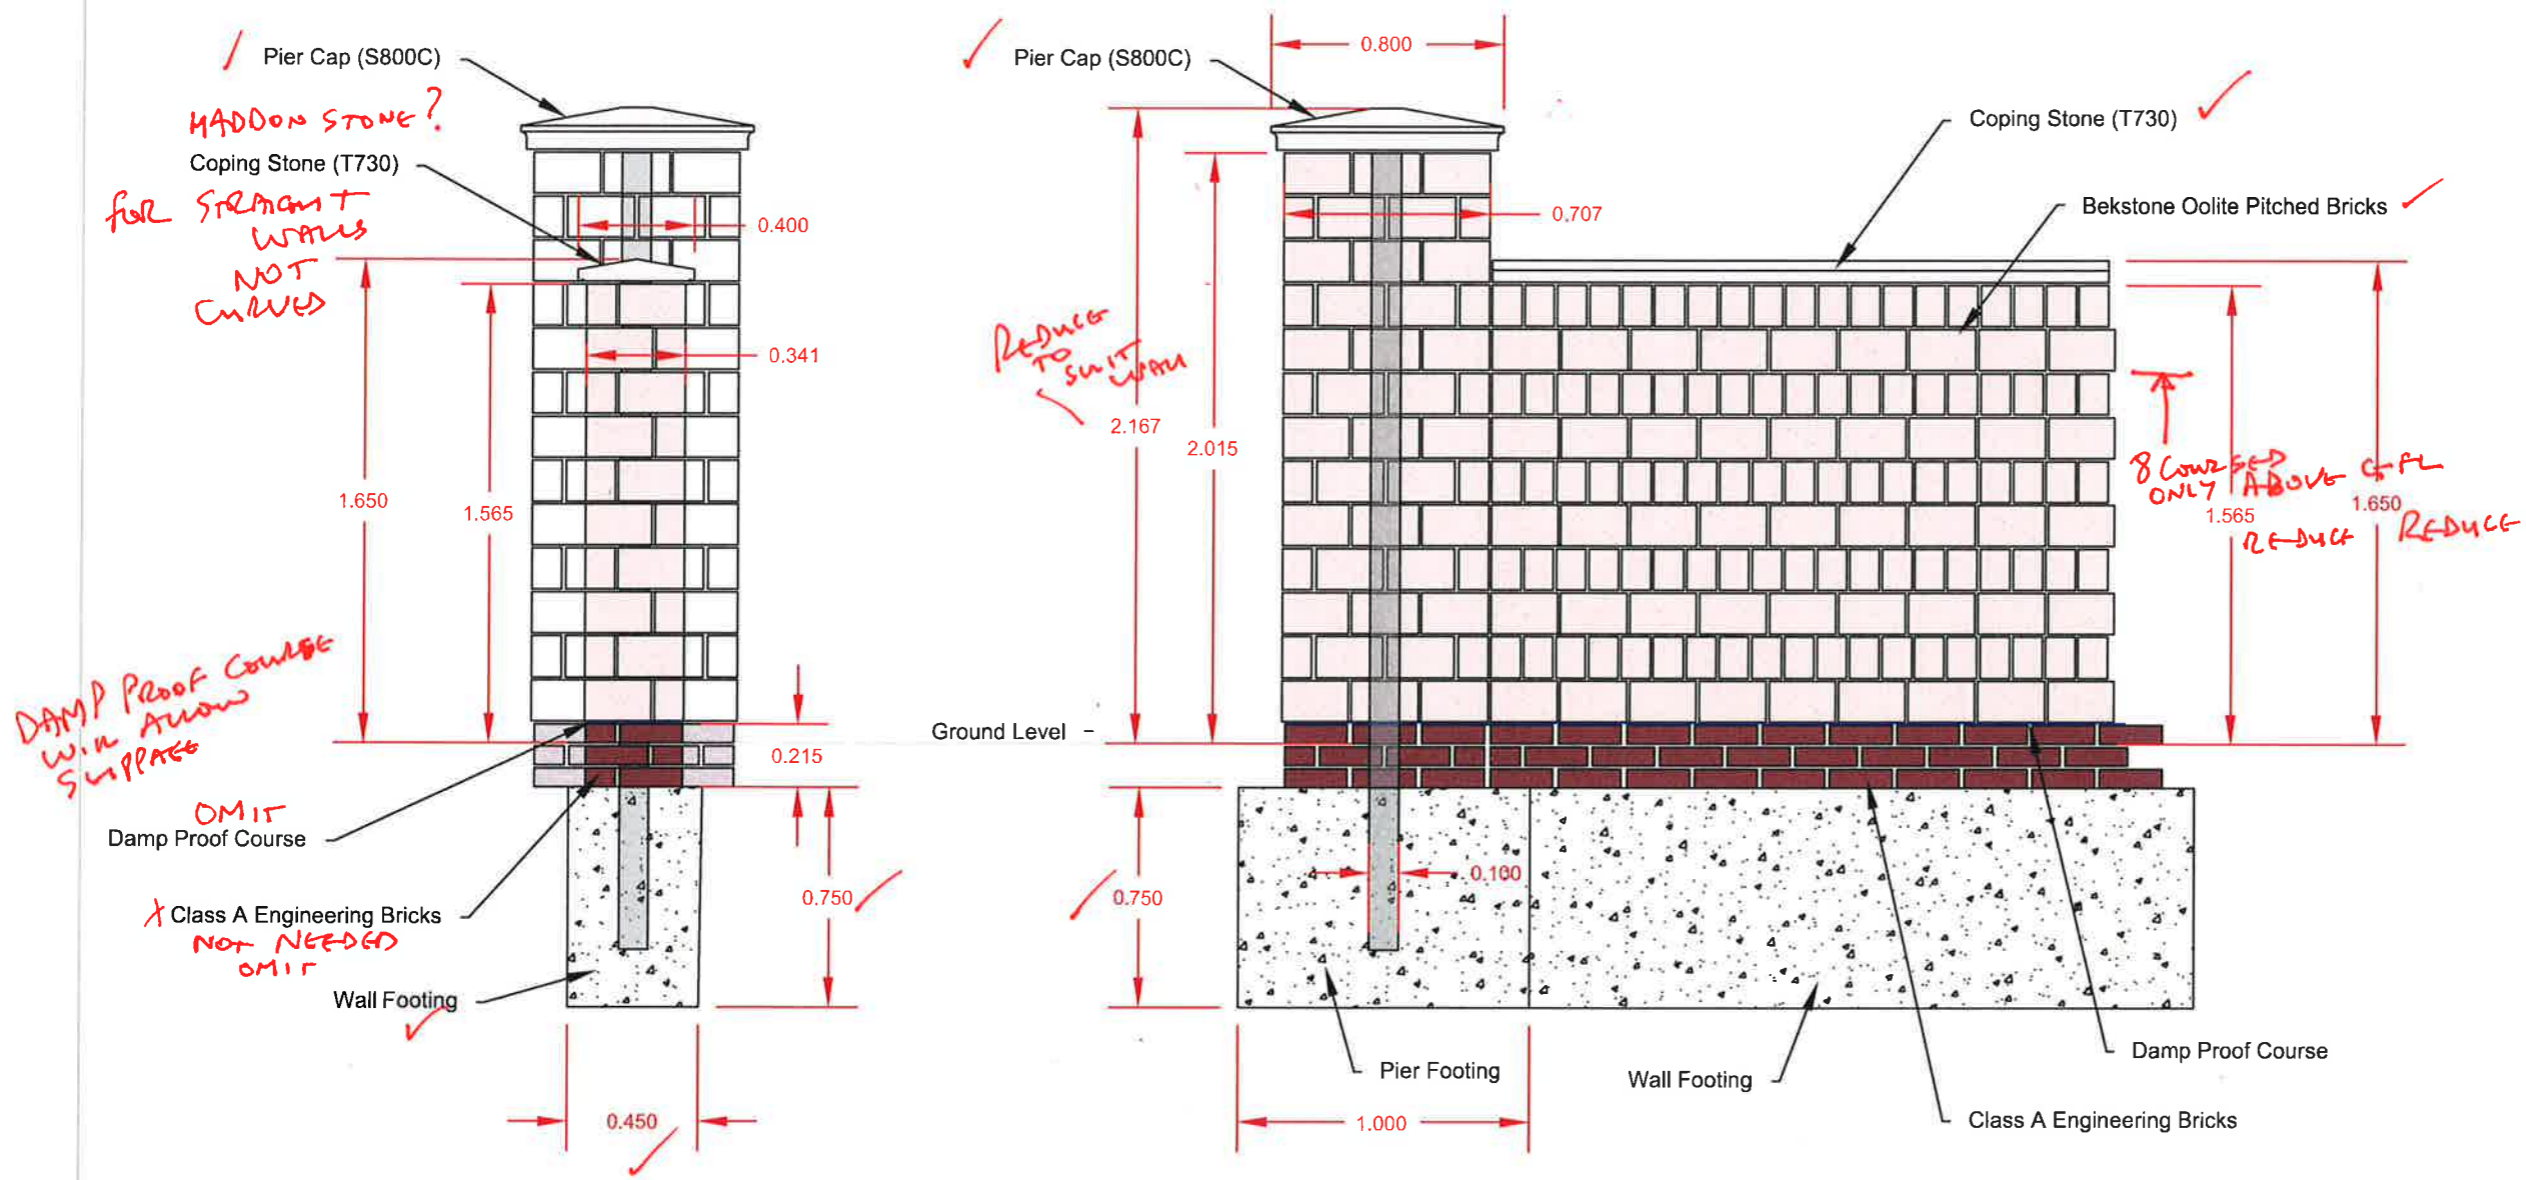 Pier Cap (S800C)
HADDON STONE?
Coping Stone (T730)
FOR STRAIGHT
WALLS
NOT
CURVED
0.400
0.341
1.650
1.565
DAMP PROOF COURSE
WILL ALLOW
SLIPPAGE
0.215
OMIT
Damp Proof Course
X Class A Engineering Bricks
NOT NEEDED
OMIT
0.750
Wall Footing
0.450
Pier Cap (S800C)
0.800
Coping Stone (T730)
Bekstone Oolite Pitched Bricks
0.707
REDUCE
TO
SUIT
WALL
2.167
2.015
8 COURSED
ONLY ABOVE GFL
1.565
REDUCE
1.650
REDUCE
Ground Level
0.750
0.100
Pier Footing
Wall Footing
Damp Proof Course
Class A Engineering Bricks
1.000